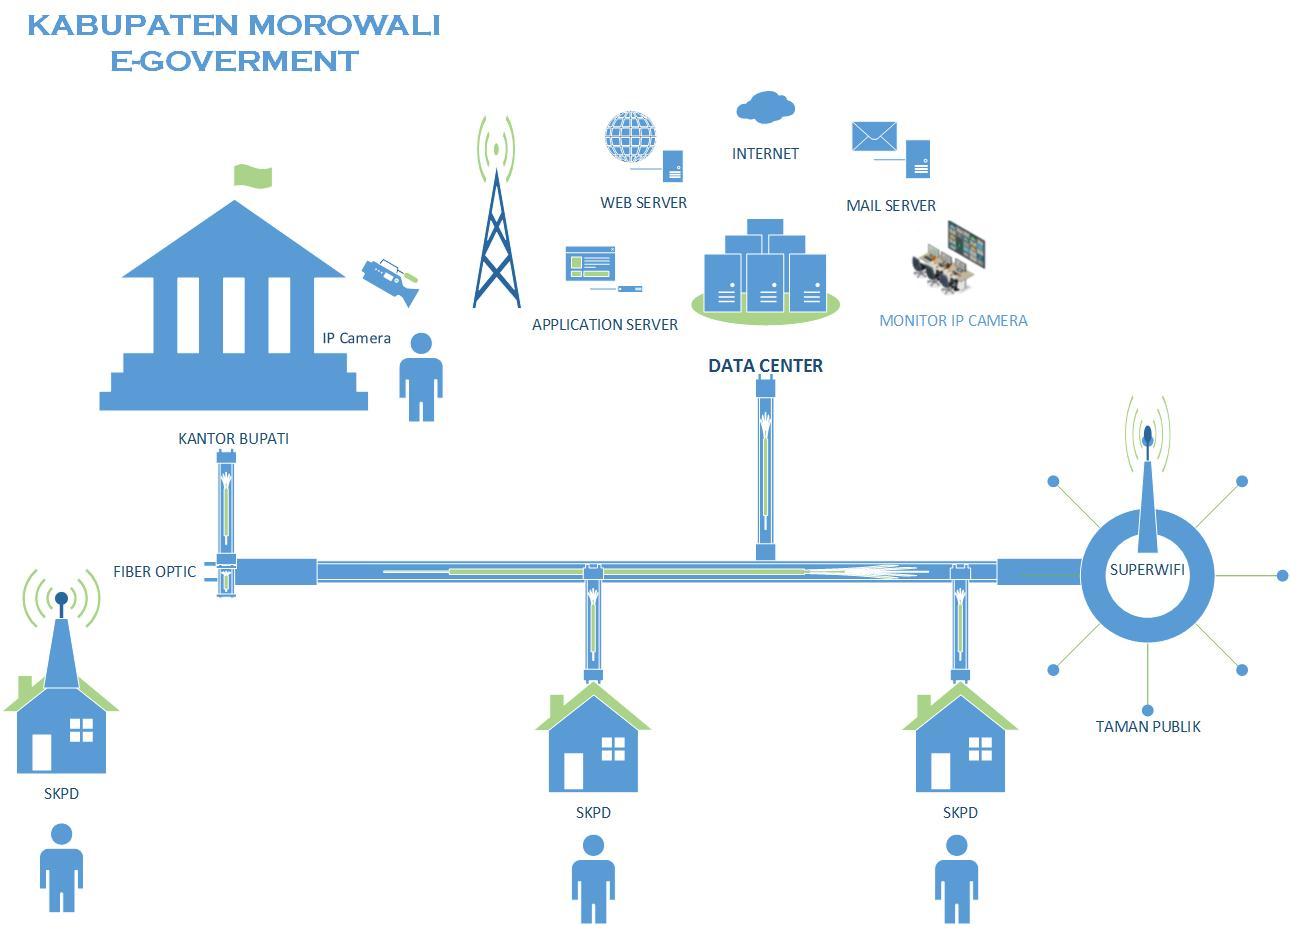 KABUPATEN MOROWALI
E-GOVERMENT
INTERNET
WEB SERVER
MAIL SERVER
APPLICATION SERVER
MONITOR IP CAMERA
IP Camera
DATA CENTER
KANTOR BUPATI
FIBER OPTIC
SUPERWIFI
TAMAN PUBLIK
SKPD
SKPD
SKPD